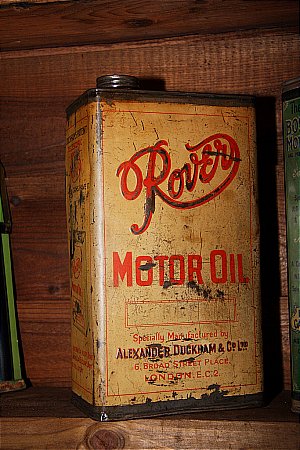 Rover
MOTOR OIL
Specially Manufactured by
ALEXANDER DUCKHAM & Co LTD
6, BROAD STREET PLACE,
LONDON. E.C.2.